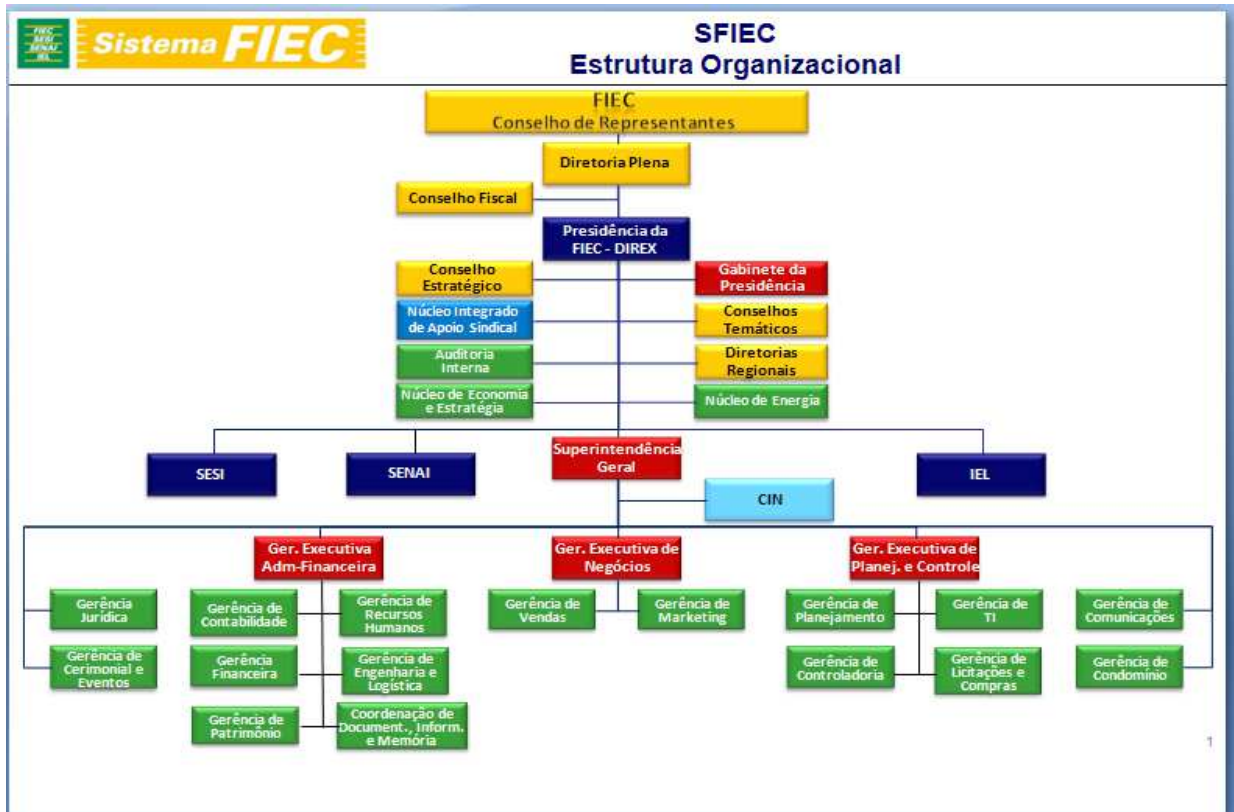 FIEC
SESI
SENAI
IEL
Sistema FIEC
SFIEC
Estrutura Organizacional
FIEC
Conselho de Representantes
Diretoria Plena
Conselho Fiscal
Presidência da
FIEC - DIREX
Conselho
Estratégico
Gabinete da
Presidência
Núcleo Integrado
de Apoio Sindical
Conselhos
Temáticos
Auditoria
Interna
Diretorias
Regionais
Núcleo de Economia
e Estratégia
Núcleo de Energia
SESI
SENAI
Superintendência
Geral
IEL
CIN
Ger. Executiva
Adm-Financeira
Ger. Executiva de
Negócios
Ger. Executiva de
Planej. e Controle
Gerência
Jurídica
Gerência de
Contabilidade
Gerência de
Recursos
Humanos
Gerência de
Vendas
Gerência de
Marketing
Gerência de
Planejamento
Gerência de
TI
Gerência de
Comunicações
Gerência de
Cerimonial e
Eventos
Gerência
Financeira
Gerência de
Engenharia e
Logística
Gerência de
Controladoria
Gerência de
Licitações e
Compras
Gerência de
Condomínio
Gerência de
Patrimônio
Coordenação de
Document., Inform.
e Memória
1